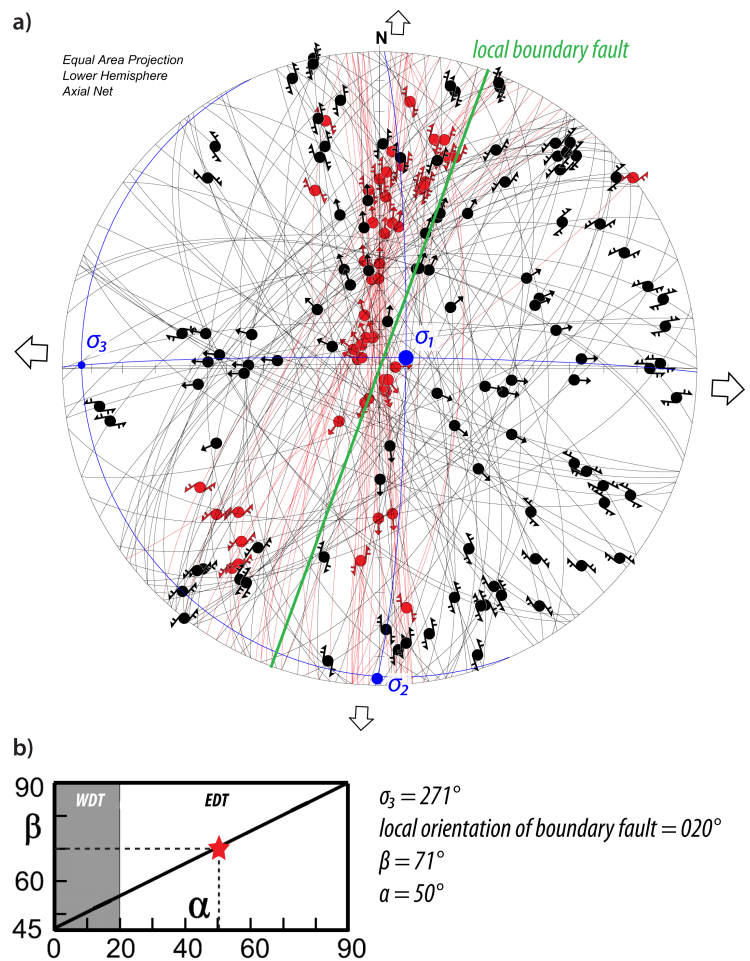 a)
N
local boundary fault
Equal Area Projection
Lower Hemisphere
Axial Net
σ3
σ1
σ2
b)
90
WDT
EDT
β
60
α
45
0
20
40
60
90
σ3 = 271°
local orientation of boundary fault = 020°
β = 71°
α = 50°